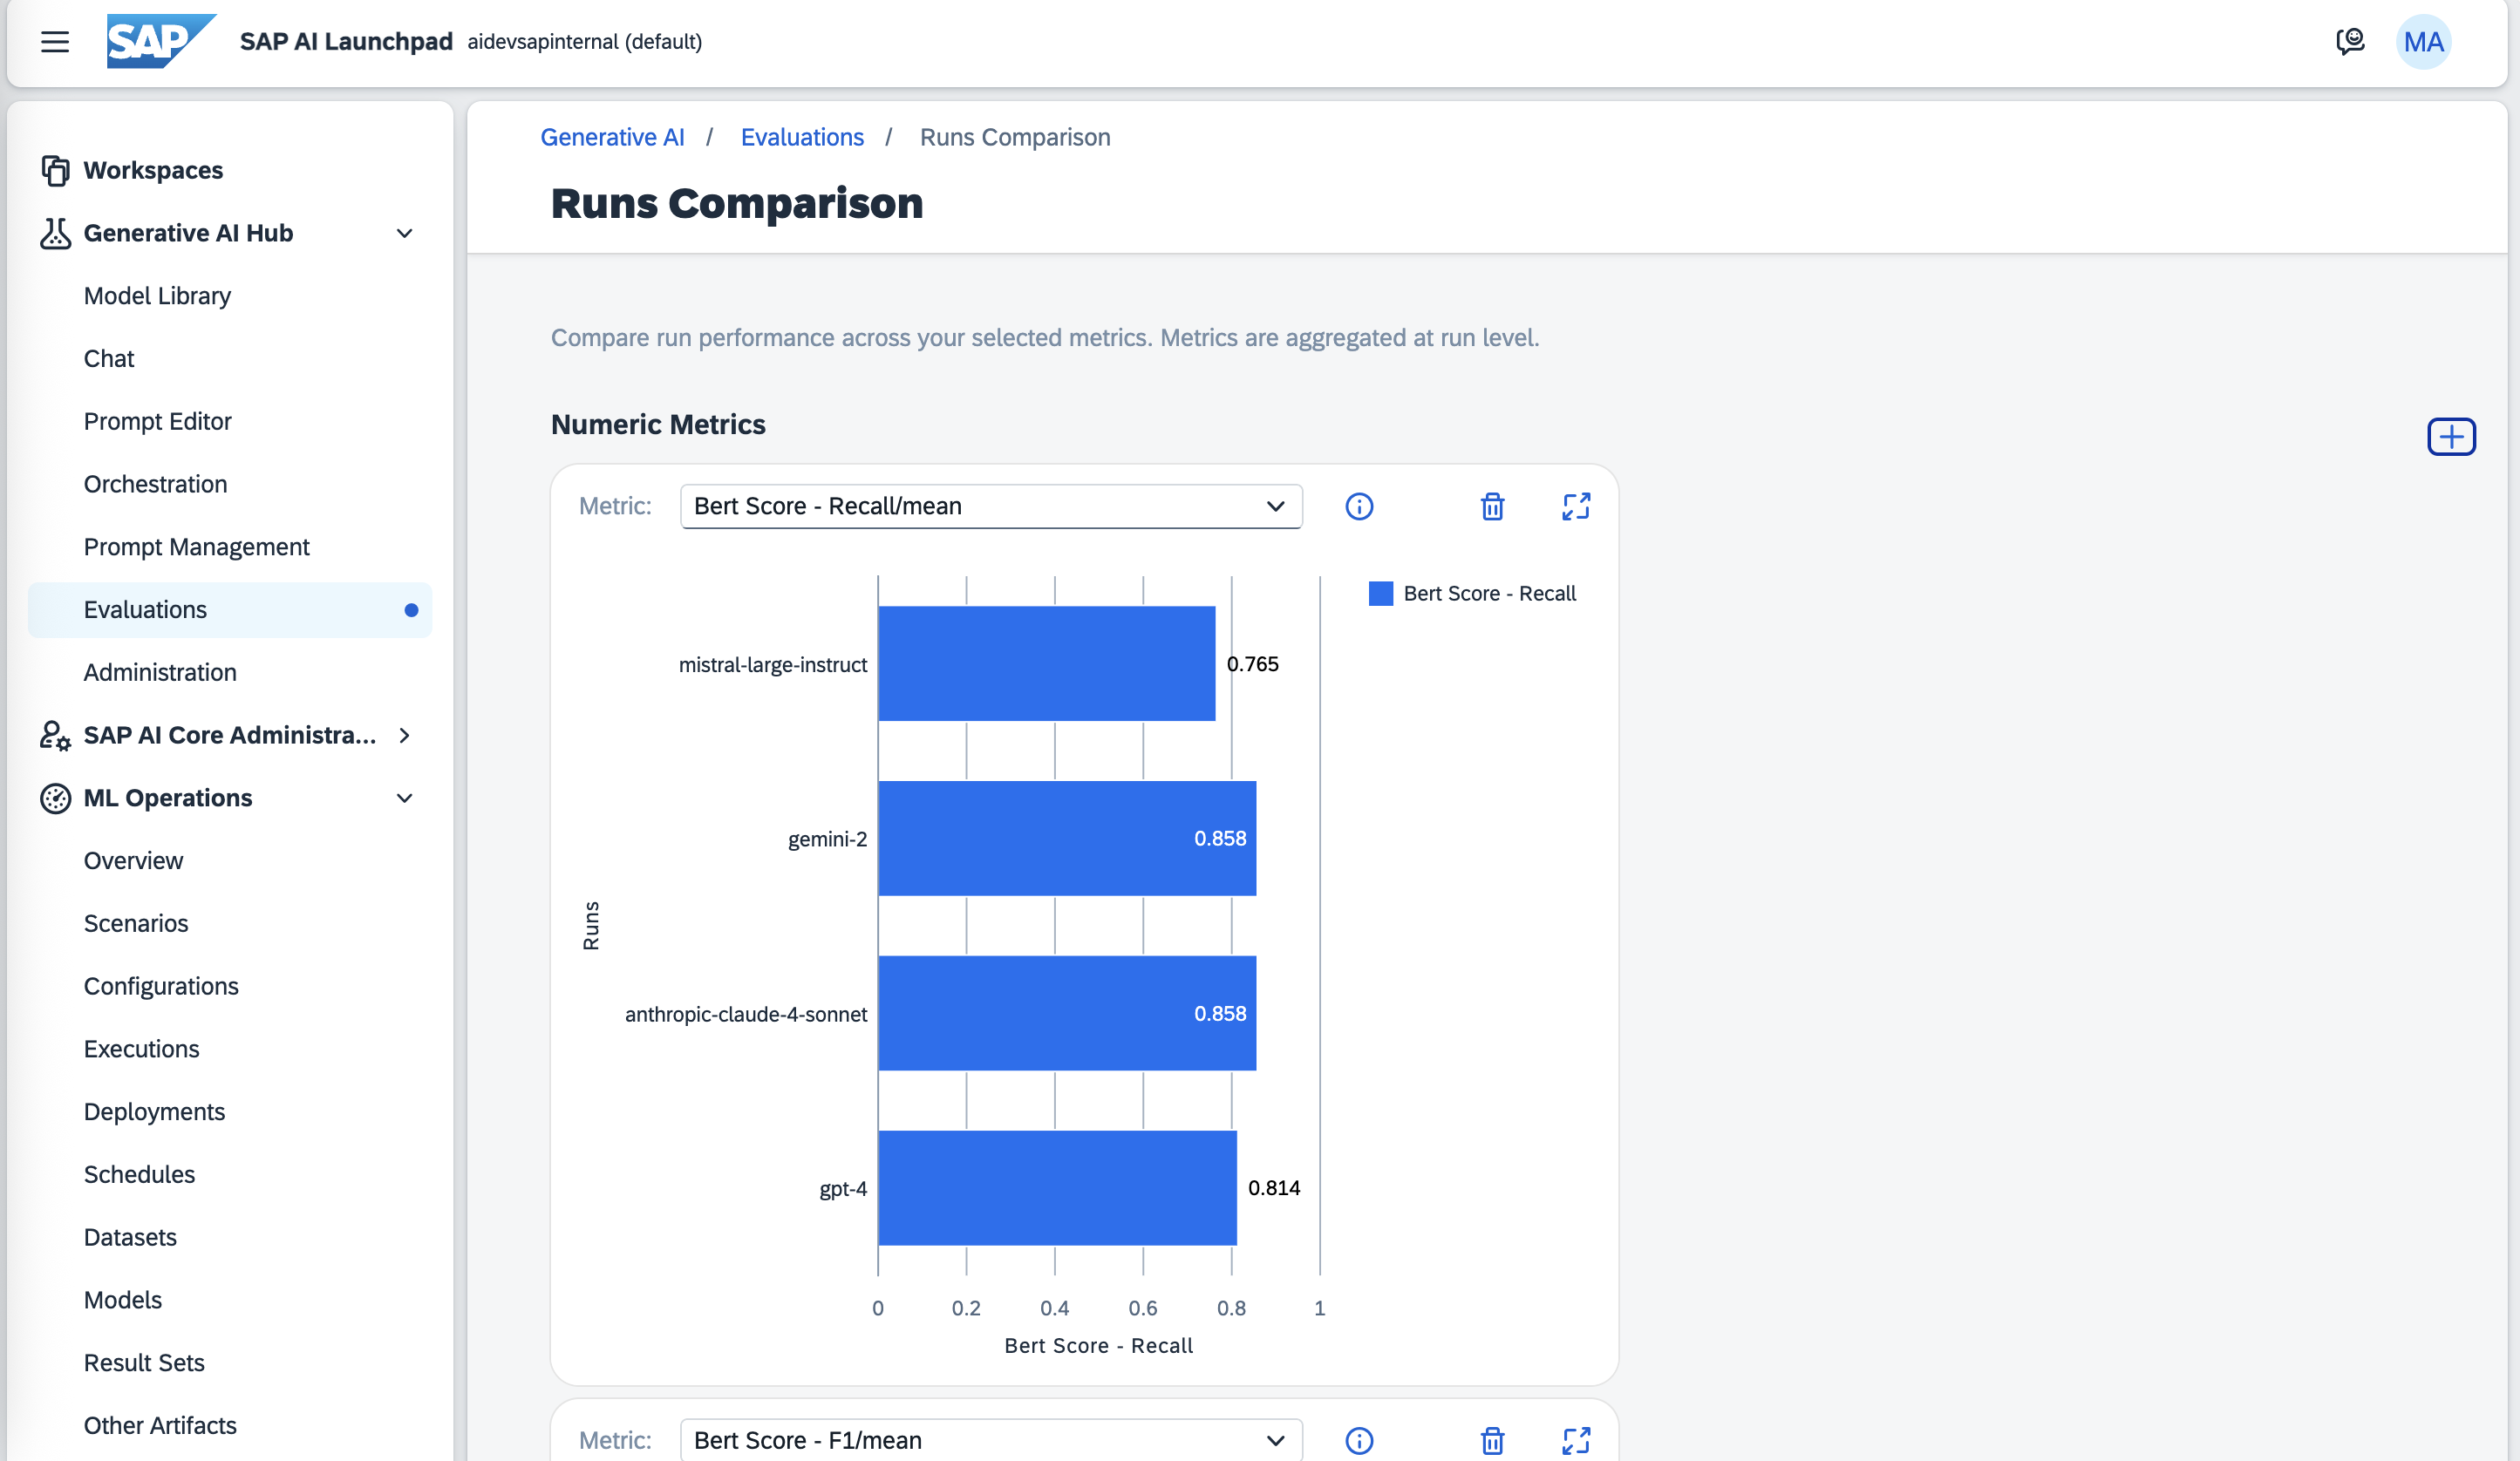 SAP SAP AI Launchpad aidevsapinternal (default) MA
Workspaces
Generative AI Hub
Model Library
Chat
Prompt Editor
Orchestration
Prompt Management
Evaluations
Administration
SAP AI Core Administra...
ML Operations
Overview
Scenarios
Configurations
Executions
Deployments
Schedules
Datasets
Models
Result Sets
Other Artifacts
Generative AI / Evaluations / Runs Comparison
Runs Comparison
Compare run performance across your selected metrics. Metrics are aggregated at run level.
Numeric Metrics
Metric: Bert Score - Recall/mean
Bert Score - Recall
mistral-large-instruct 0.765
gemini-2 0.858
Runs
anthropic-claude-4-sonnet 0.858
gpt-4 0.814
0 0.2 0.4 0.6 0.8 1
Bert Score - Recall
Metric: Bert Score - F1/mean